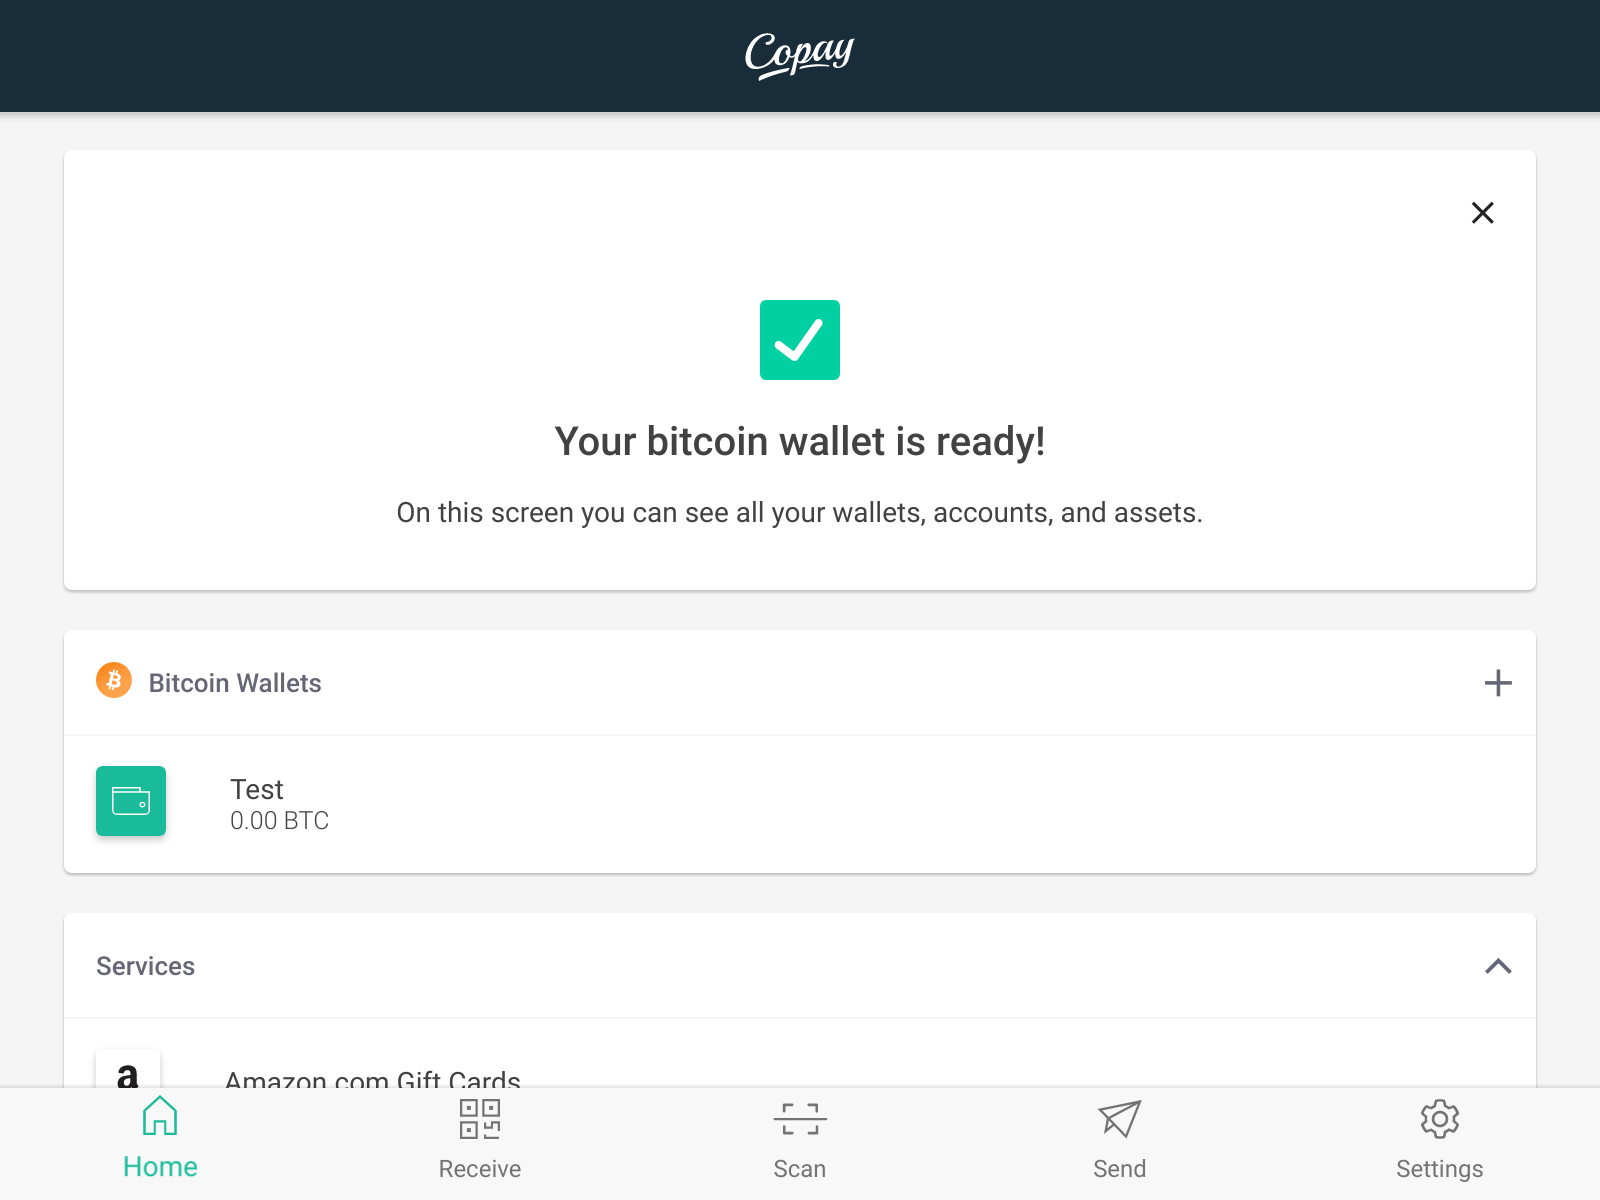 Copay
Your bitcoin wallet is ready!
On this screen you can see all your wallets, accounts, and assets.
Bitcoin Wallets
Test
0.00 BTC
Services
a
Amazon.com Gift Cards
Home
Receive
Scan
Send
Settings